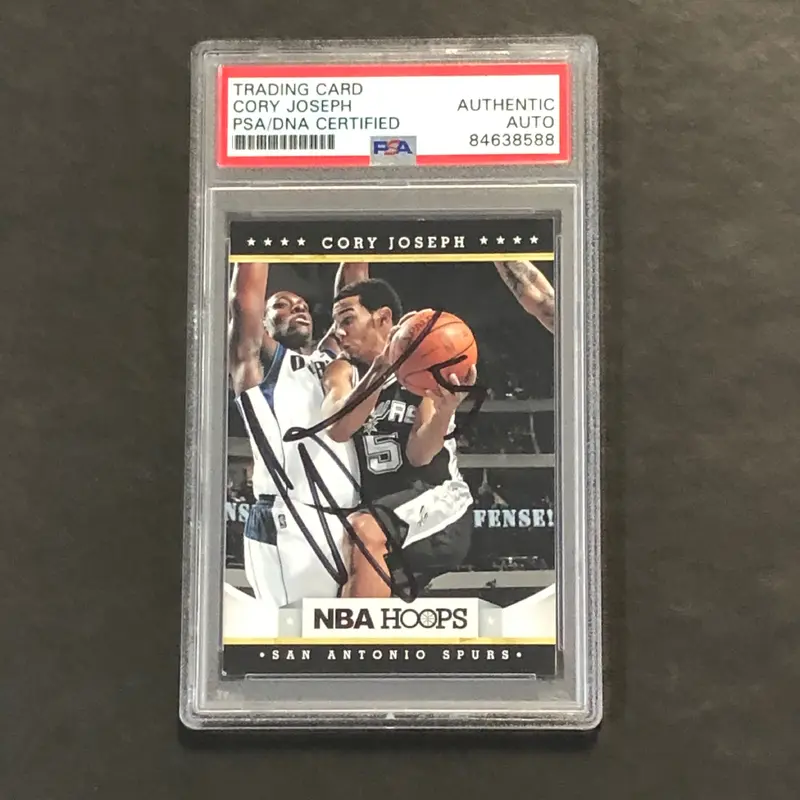 TRADING CARD
CORY JOSEPH
PSA/DNA CERTIFIED
AUTHENTIC
AUTO
84638588
PSA
★★★★ CORY JOSEPH ★★★★
5
FENSE!
NBA HOOPS
•SAN ANTONIO SPURS•